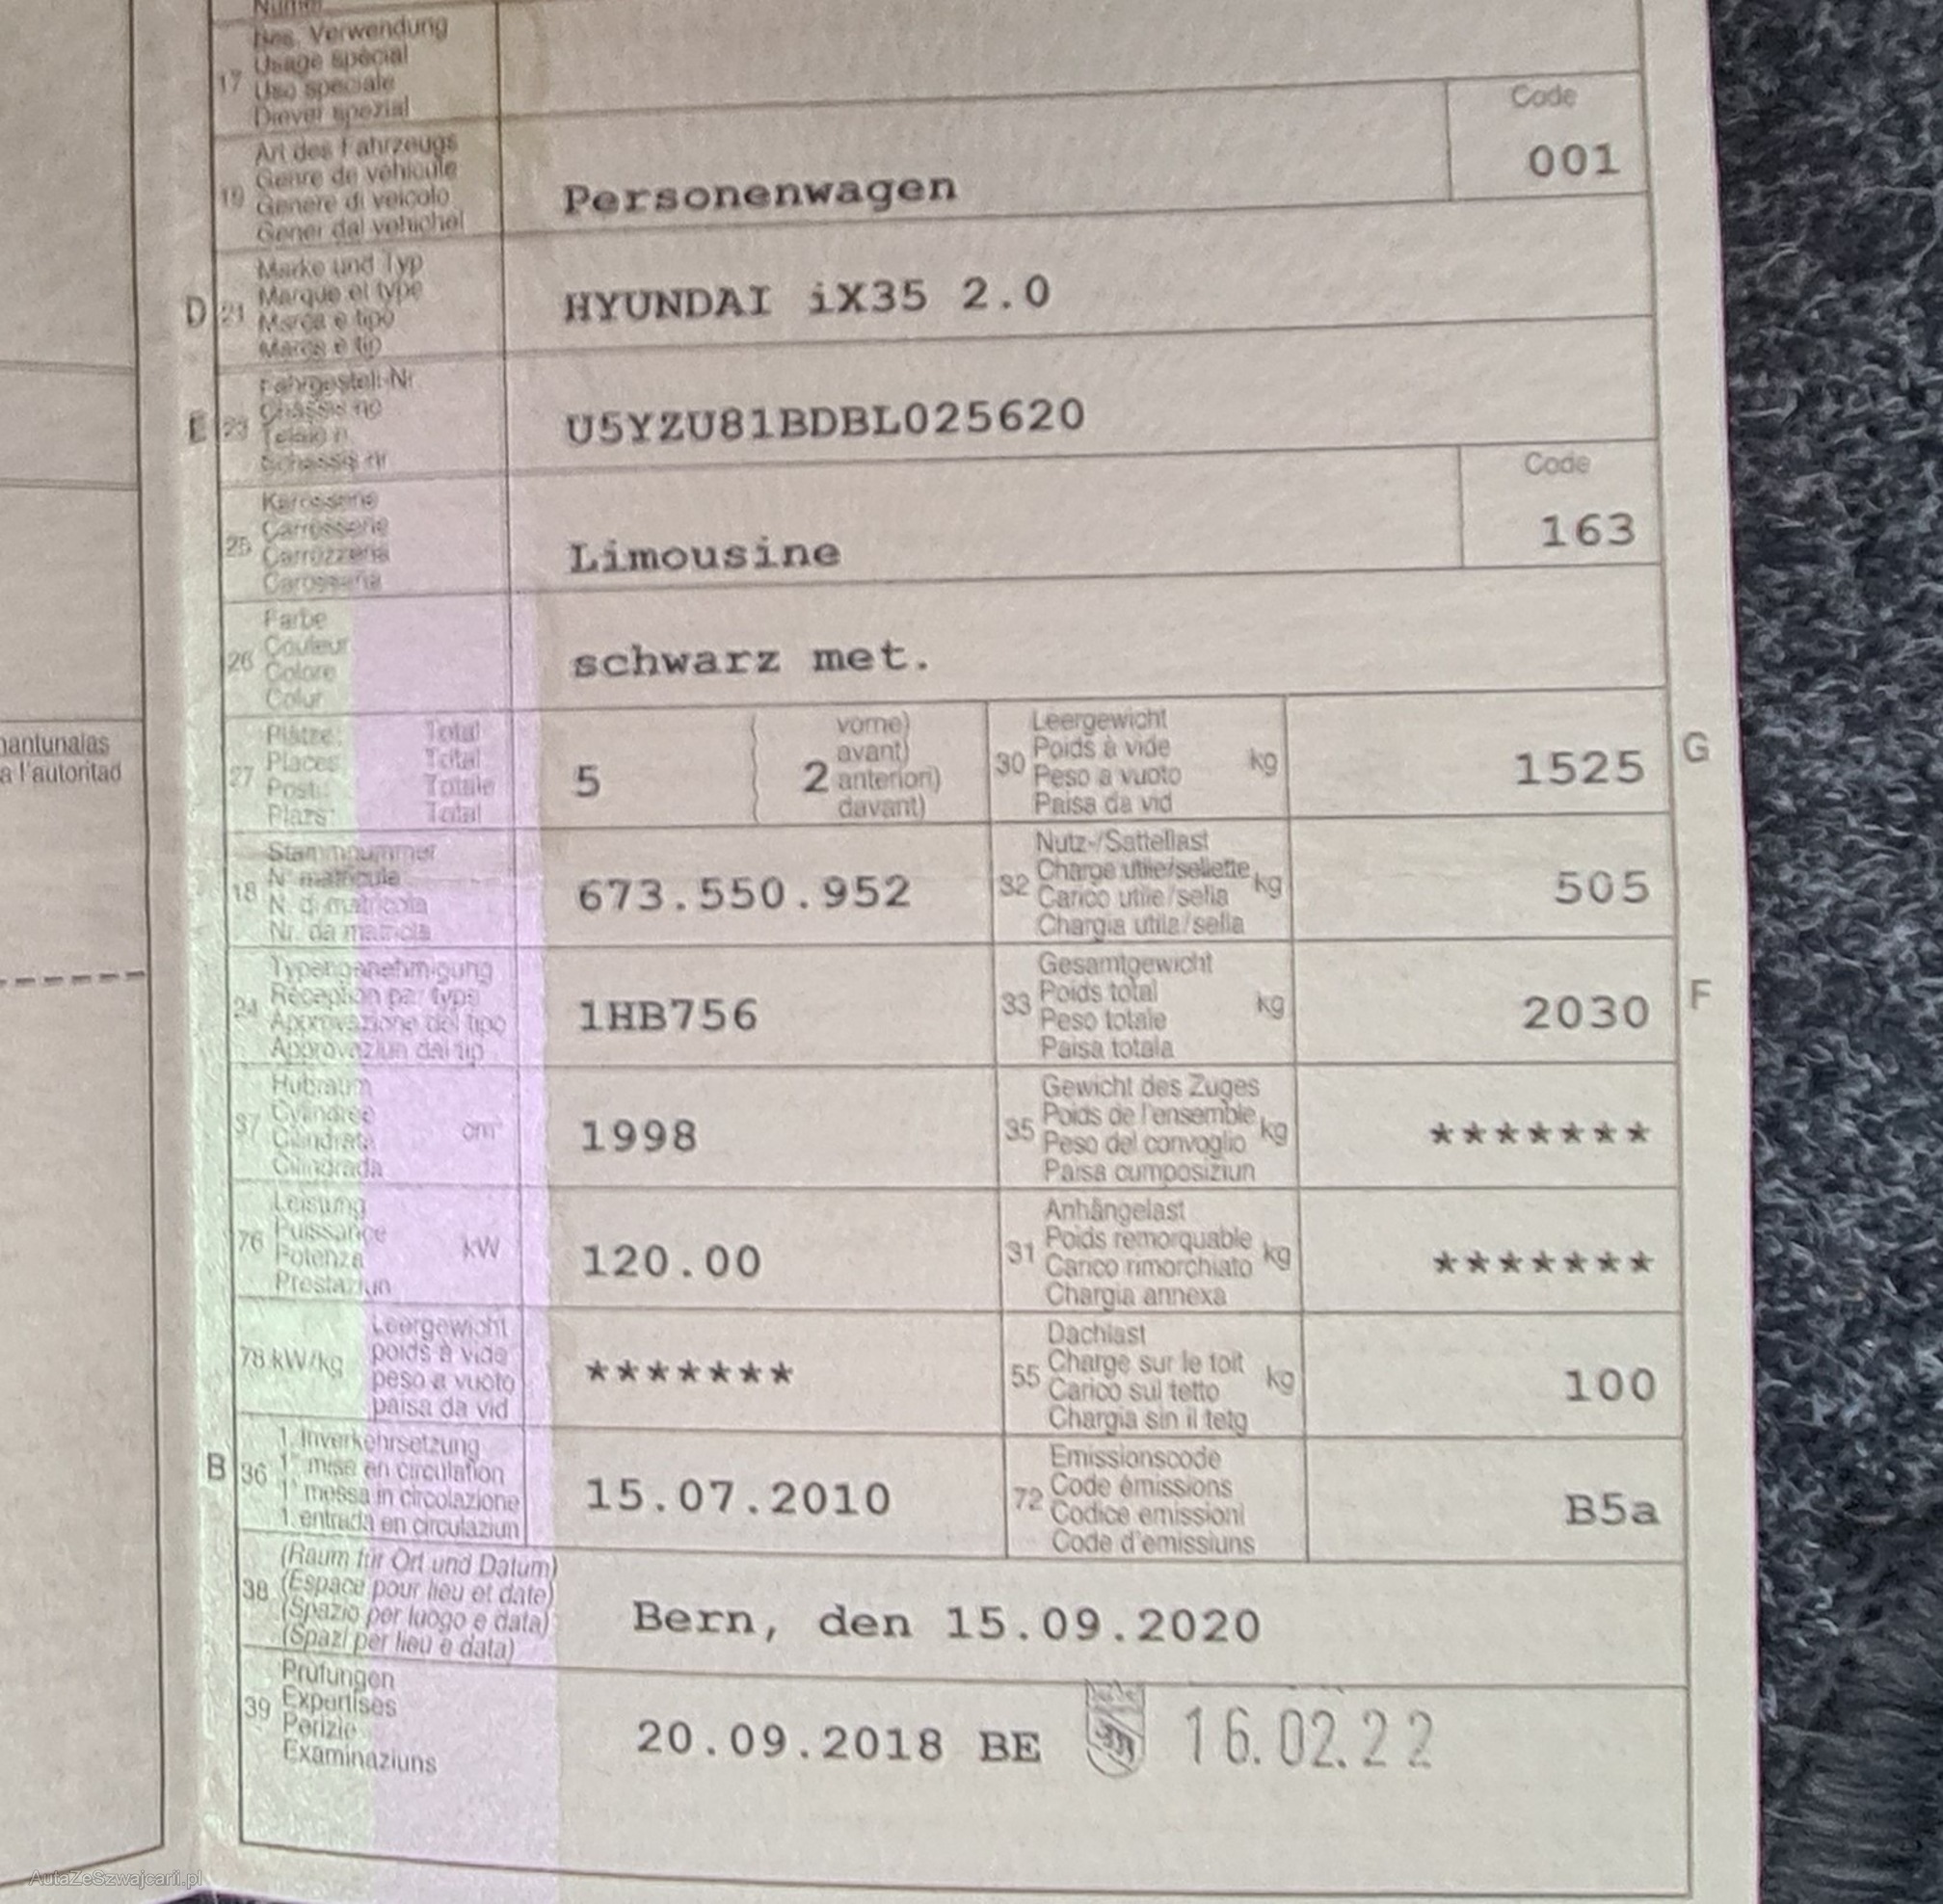 Name
Bes. Verwendung
Usage spécial
17 Uso speciale
Diever spezial
Code
Art des Fahrzeugs
Genre de véhicule
19 Genere di veicolo
Gener dal vehichel
Personenwagen
001
Marke und Typ
D 21 Marque et type
Marca e tipo
Marca e tip
HYUNDAI iX35 2.0
Fahrgestell-Nr.
E 23 Châssis no
Telaio n.
Schassis nr.
U5YZU81BDBL025620
Code
Karosserie
25 Carrosserie
Carrozzeria
Carossaria
Limousine
163
Farbe
26 Couleur
Colore
Colur
schwarz met.
Plätze: Total
27 Places: Total
Posti: Totale
Plazs: Total
5
vorne)
avant)
2 anteriori)
davant)
Leergewicht
30 Poids à vide kg
Peso a vuoto
Paisa da vid
1525 G
Stammnummer
18 N° matricule
N. di matricola
Nr. da matricla
673.550.952
Nutz-/Sattellast
32 Charge utile/sellette kg
Carico utile/sella
Chargia utila/sella
505
Typengenehmigung
24 Réception par type
Approvazione del tipo
Approvaziun dal tip
1HB756
Gesamtgewicht
33 Poids total kg
Peso totale
Paisa totala
2030 F
Hubraum
37 Cylindrée cm³
Cilindrata
Cilindrada
1998
Gewicht des Zuges
35 Poids de l'ensemble kg
Peso del convoglio
Paisa cumposiziun
*******
Leistung
76 Puissance kW
Potenza
Prestaziun
120.00
Anhängelast
31 Poids remorquable kg
Carico rimorchiato
Chargia annexa
*******
Leergewicht
78 kW/kg poids à vide
peso a vuoto
paisa da vid
*******
Dachlast
55 Charge sur le toit kg
Carico sul tetto
Chargia sin il tetg
100
1. Inverkehrsetzung
B 36 1re mise en circulation
1a messa in circolazione
1. entrada en circulaziun
15.07.2010
Emissionscode
72 Code émissions
Codice emissioni
Code d'emissiuns
B5a
(Raum für Ort und Datum)
38 (Espace pour lieu et date)
(Spazio per luogo e data)
(Spazi per lieu e data)
Bern, den 15.09.2020
Prüfungen
39 Expertises
Perizie
Examinaziuns
20.09.2018 BE 16.02.22
hantunalas
a l'autoritad
AutaZeSzwajcarii.pl